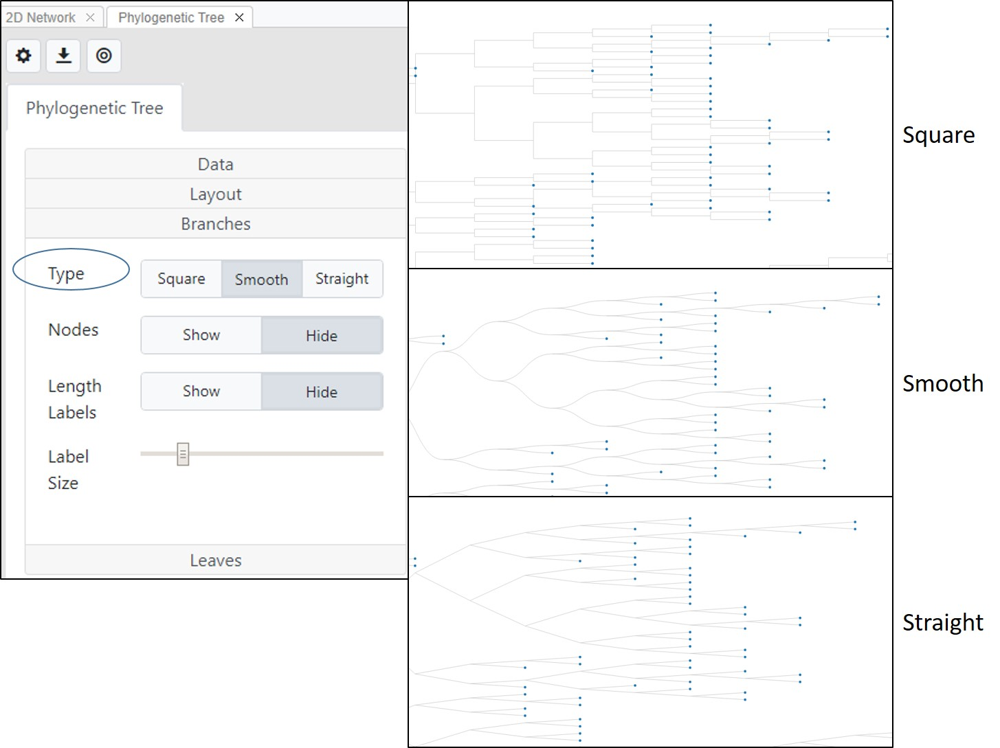 2D Network
Phylogenetic Tree
Phylogenetic Tree
Data
Layout
Branches
Type
Square
Smooth
Straight
Nodes
Show
Hide
Length
Labels
Show
Hide
Label
Size
Leaves
Square
Smooth
Straight